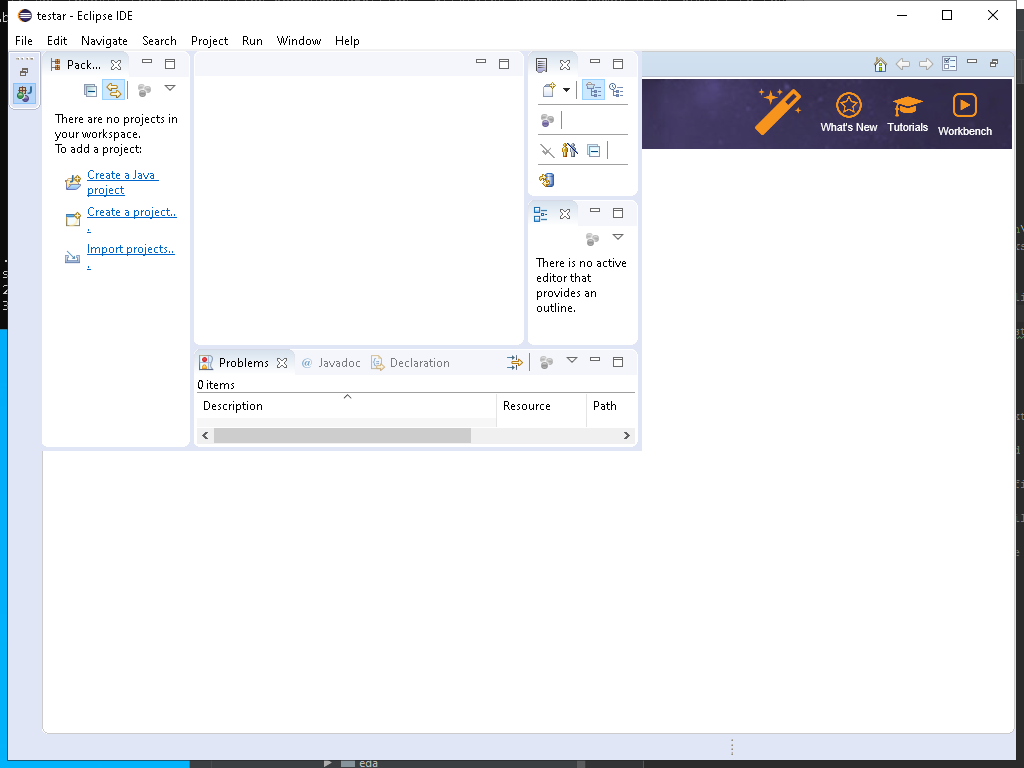 testar - Eclipse IDE
File Edit Navigate Search Project Run Window Help
Pack...
There are no projects in
your workspace.
To add a project:
Create a Java
project
Create a project..
.
Import projects..
.
What's New
Tutorials
Workbench
There is no active
editor that
provides an
outline.
Problems
@ Javadoc
Declaration
0 items
Description
Resource
Path
eda